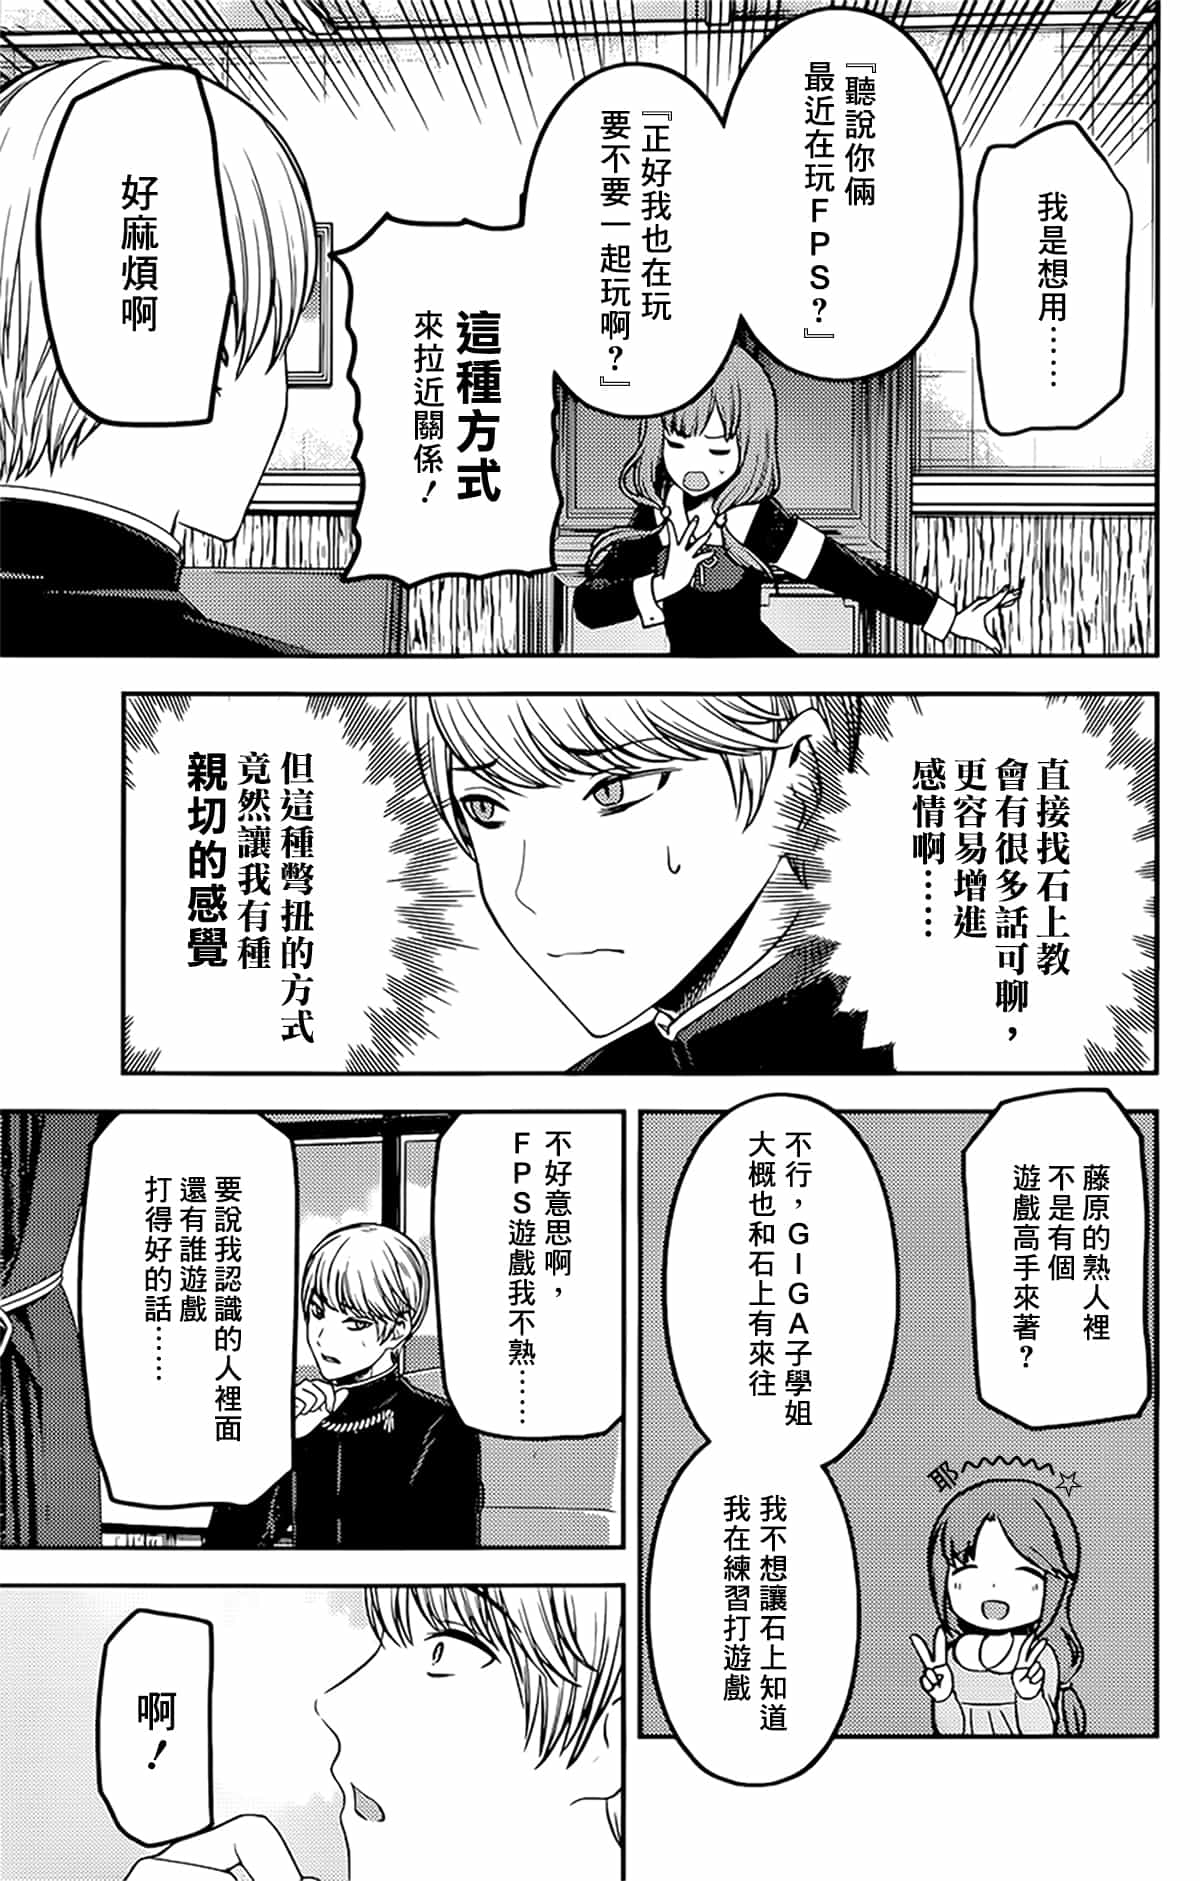 我是想用……
『聽說你倆
最近在玩FPS？』
『正好我也在玩
要不要一起玩啊？』
這種方式
來拉近關係！
好麻煩啊
直接找石上教
會有很多話可聊，
更容易增進
感情啊……
但這種彆扭的方式
竟然讓我有種
親切的感覺
藤原的熟人裡
不是有個
遊戲高手來著？
耶～～～～☆
不行，GIGA子學姐
大概也和石上有來往
我不想讓石上知道
我在練習打遊戲
不好意思啊，
FPS遊戲我不熟……
要說我認識的人裡面
還有誰遊戲
打得好的話……
啊！